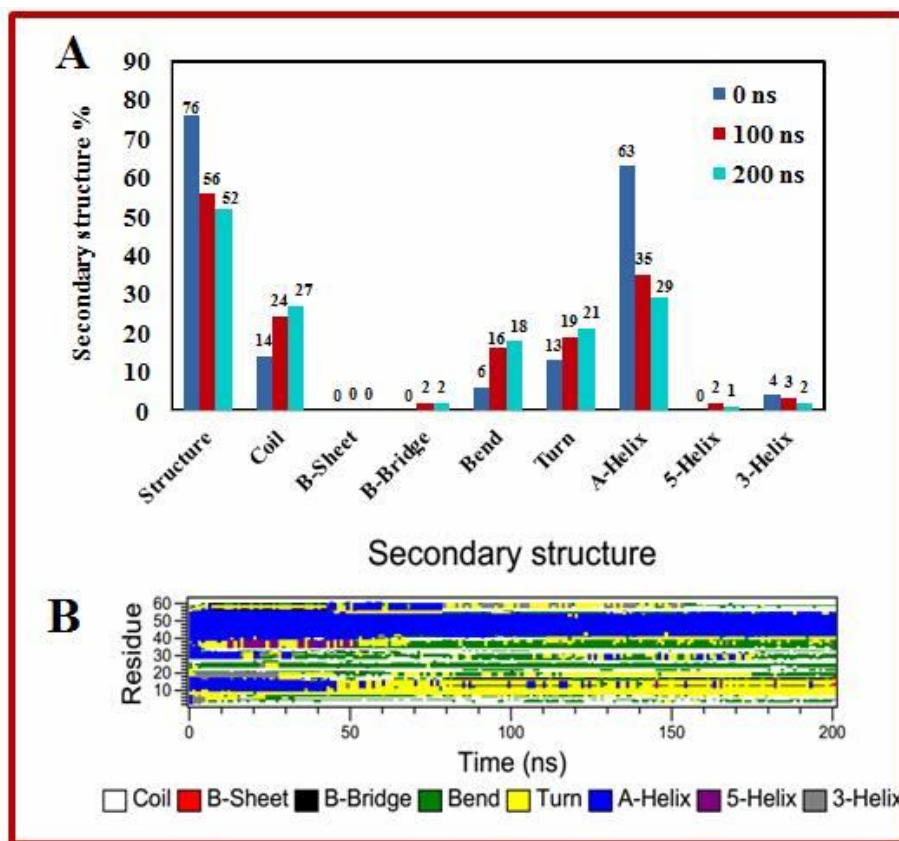 A
Secondary structure %
90
80
70
60
50
40
30
20
10
0
0 ns
100 ns
200 ns
76
56
52
14
24
27
0
0
0
0
2
2
6
16
18
13
19
21
63
35
29
0
2
1
4
3
2
Structure
Coil
B-Sheet
B-Bridge
Bend
Turn
A-Helix
5-Helix
3-Helix
Secondary structure
B
Residue
60
50
40
30
20
10
0
50
100
150
200
Time (ns)
Coil B-Sheet B-Bridge Bend Turn A-Helix 5-Helix 3-Helix